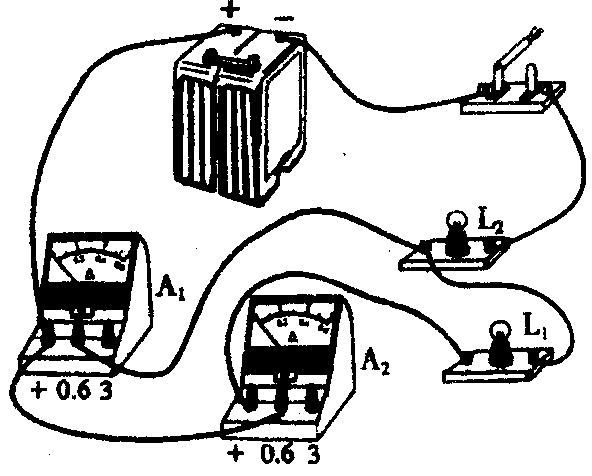 + −
L₂
A₁
L₁
A₂
+ 0.6 3
+ 0.6 3